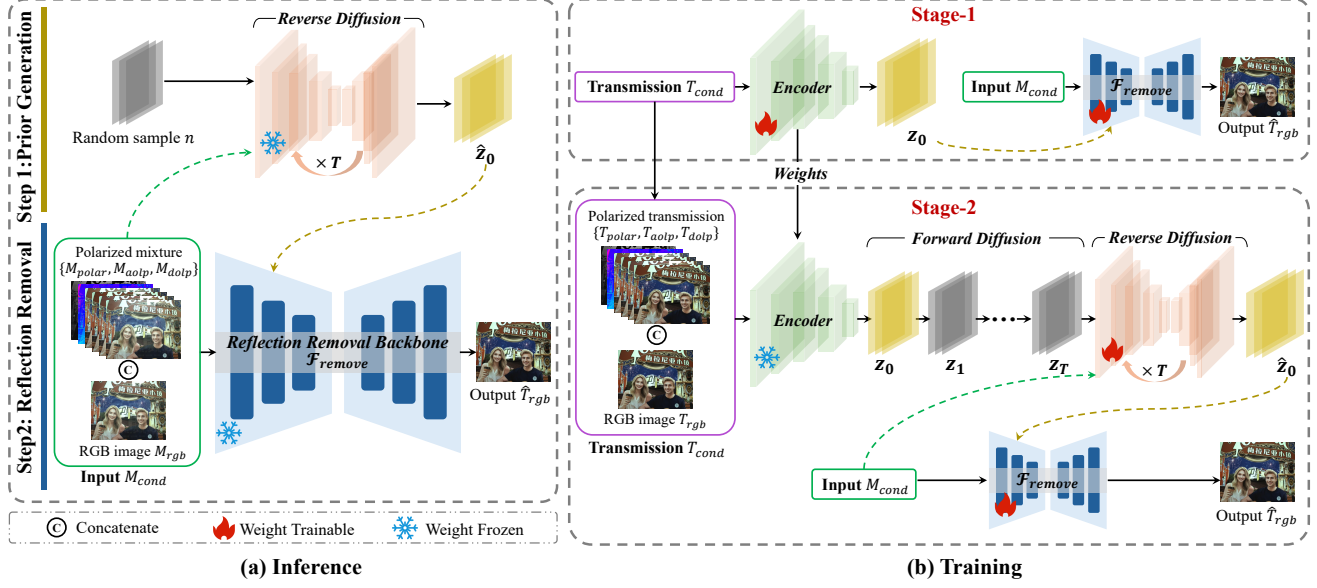 Step 1:Prior Generation
Reverse Diffusion
Random sample n
× T
ẑ₀
Step2: Reflection Removal
Polarized mixture
{M_polar, M_aolp, M_dolp}
C
RGB image M_rgb
Input M_cond
Reflection Removal Backbone
ℱ_remove
Output T̂_rgb
C Concatenate
Weight Trainable
Weight Frozen
(a) Inference
Stage-1
Transmission T_cond
Encoder
z₀
Input M_cond
ℱ_remove
Output T̂_rgb
Weights
Stage-2
Polarized transmission
{T_polar, T_aolp, T_dolp}
C
RGB image T_rgb
Transmission T_cond
Encoder
Forward Diffusion
Reverse Diffusion
z₀
z₁
z_T
× T
ẑ₀
Input M_cond
ℱ_remove
Output T̂_rgb
(b) Training